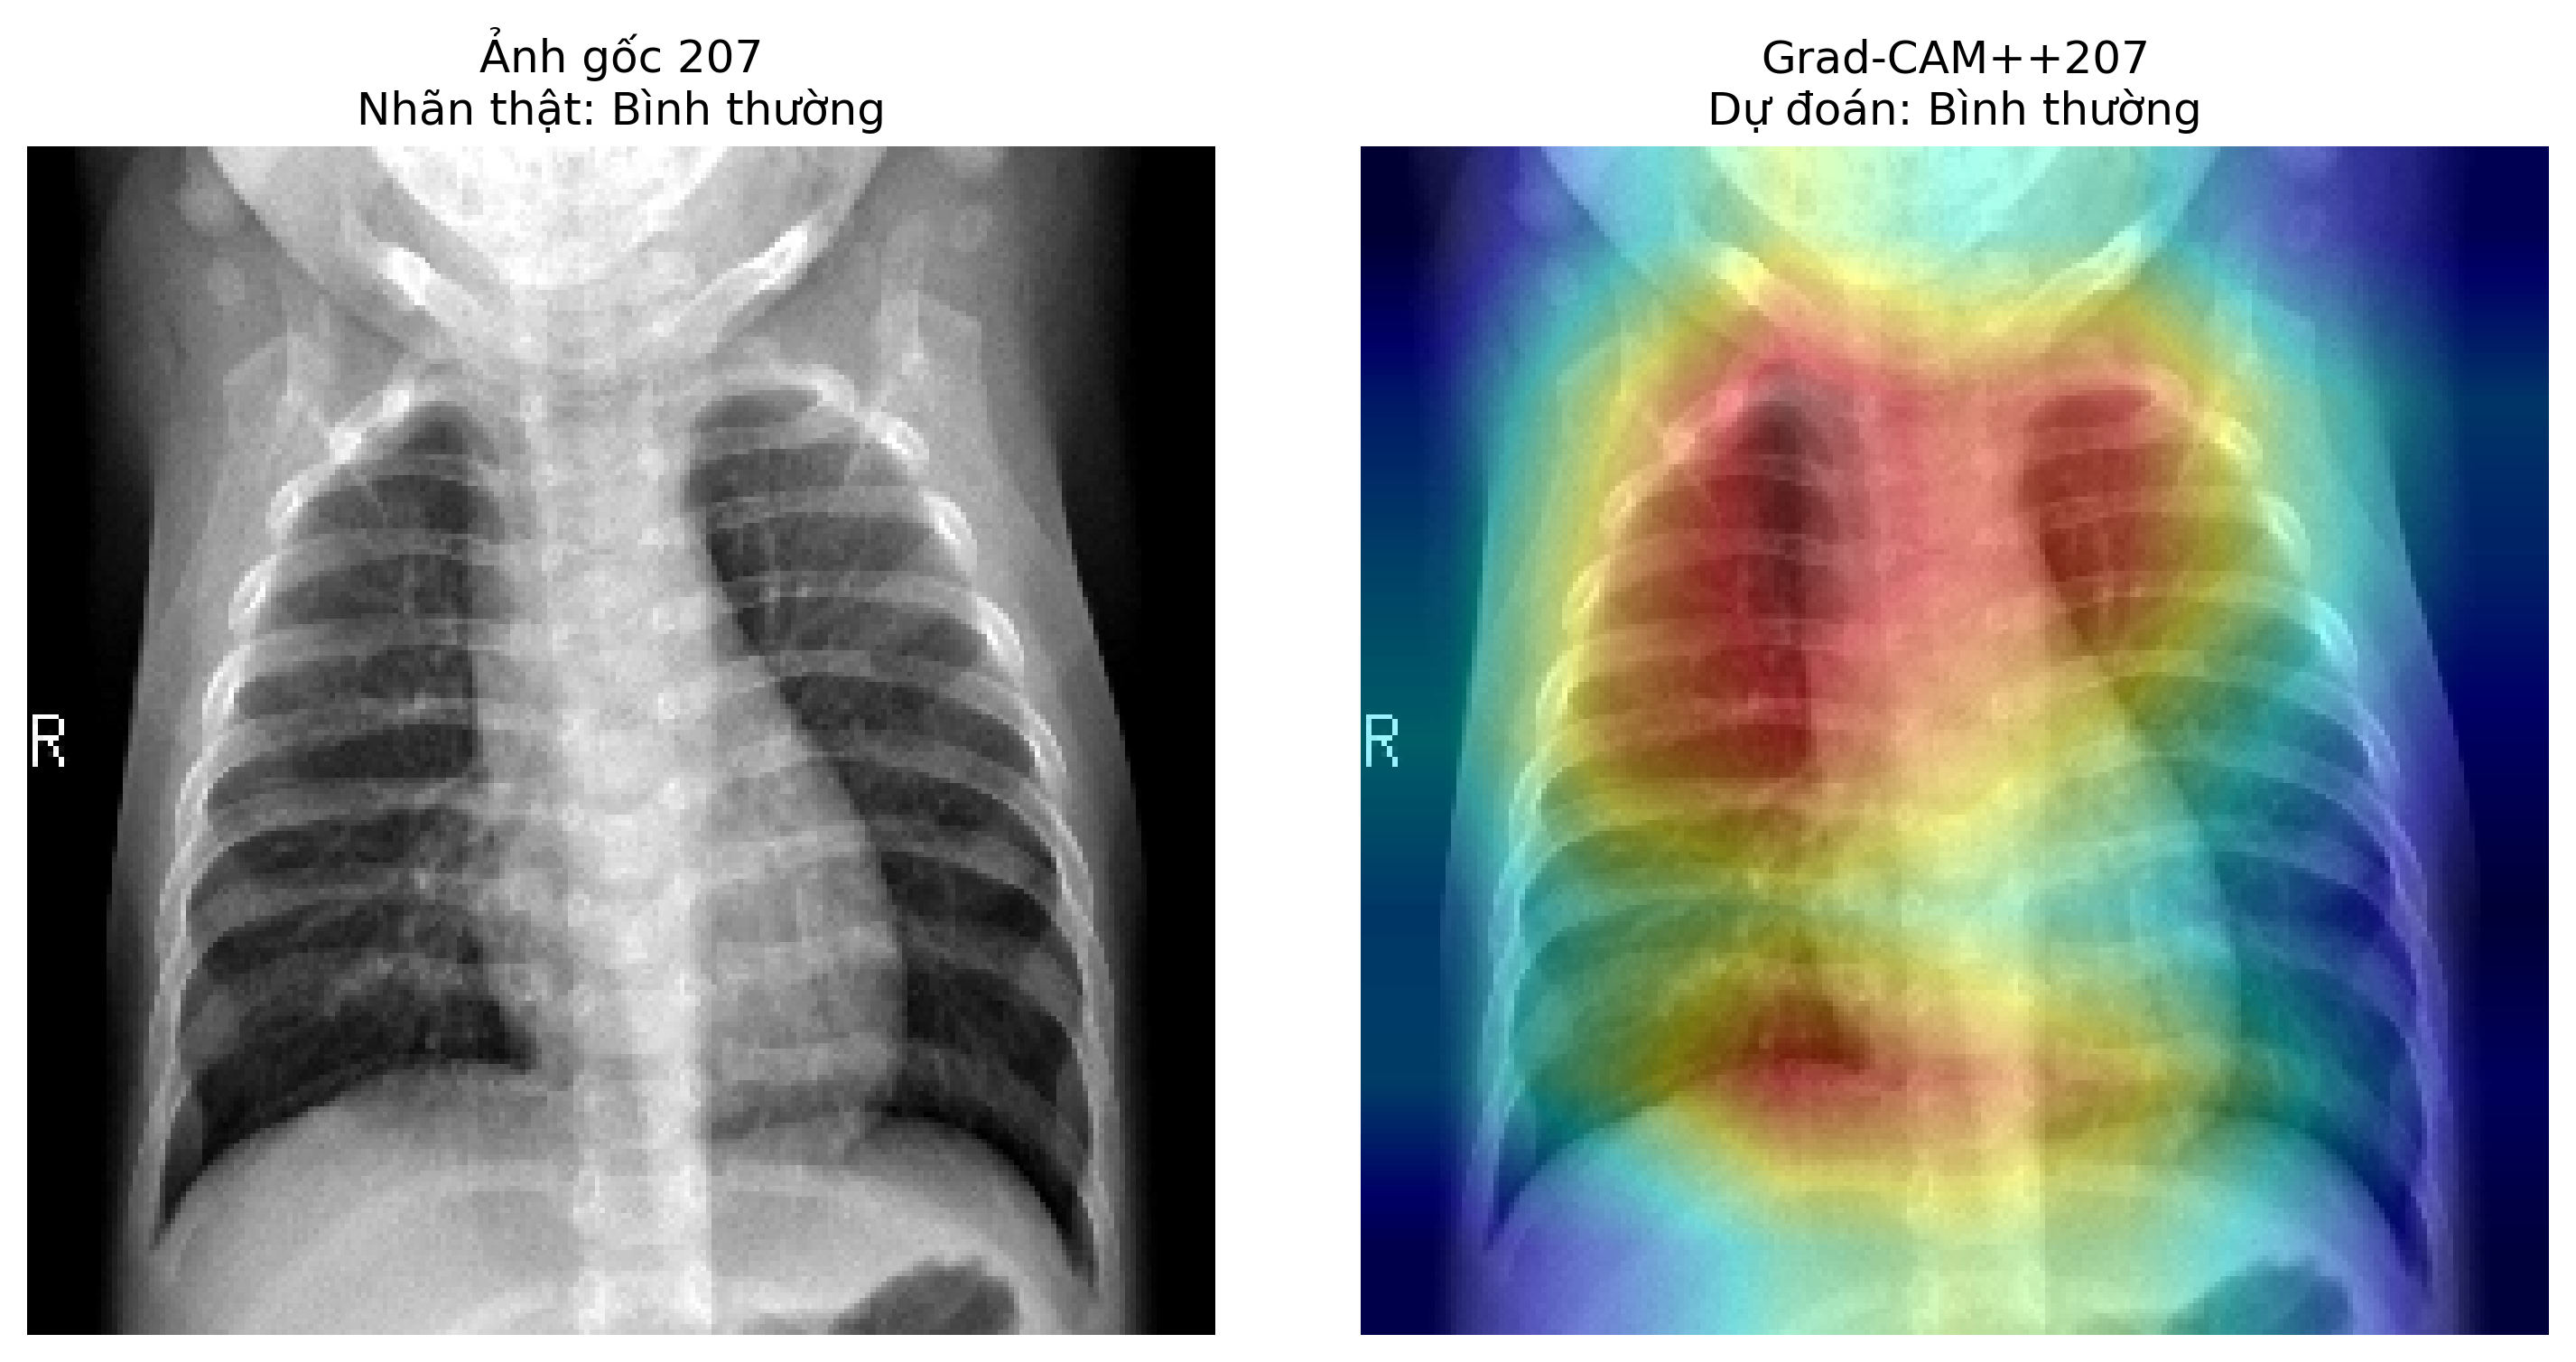 Ảnh gốc 207
Nhãn thật: Bình thường
Grad-CAM++207
Dự đoán: Bình thường
R
R